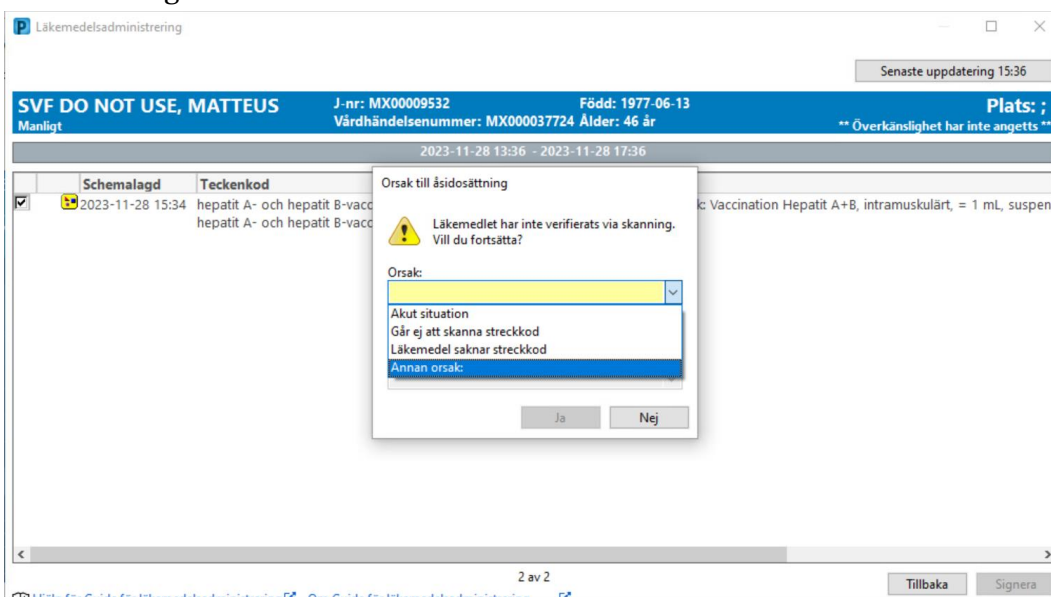 Läkemedelsadministrering
Senaste uppdatering 15:36
SVF DO NOT USE, MATTEUS
J-nr: MX00009532
Född: 1977-06-13
Plats: ;
Manligt
Vårdhändelsenummer: MX000037724 Ålder: 46 år
** Överkänslighet har inte angetts **
2023-11-28 13:36 - 2023-11-28 17:36
Schemalagd Teckenkod
2023-11-28 15:34 hepatit A- och hepatit B-vacc
k: Vaccination Hepatit A+B, intramuskulärt, = 1 mL, suspen
hepatit A- och hepatit B-vacc
Orsak till åsidosättning
Läkemedlet har inte verifierats via skanning.
Vill du fortsätta?
Orsak:
Akut situation
Går ej att skanna streckkod
Läkemedel saknar streckkod
Annan orsak:
Ja Nej
2 av 2
Tillbaka Signera